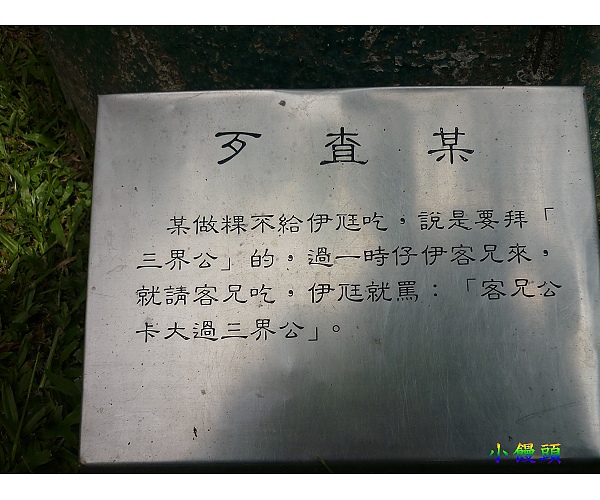 歹查某
某做粿不給伊尪吃，說是要拜「
三界公」的，過一時仔伊客兄來，
就請客兄吃，伊尪就罵：「客兄公
卡大過三界公」。
小饅頭